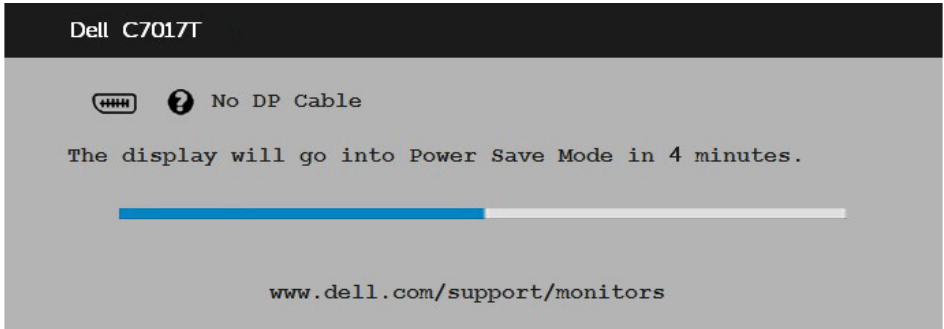 Dell C7017T
? No DP Cable
The display will go into Power Save Mode in 4 minutes.
www.dell.com/support/monitors